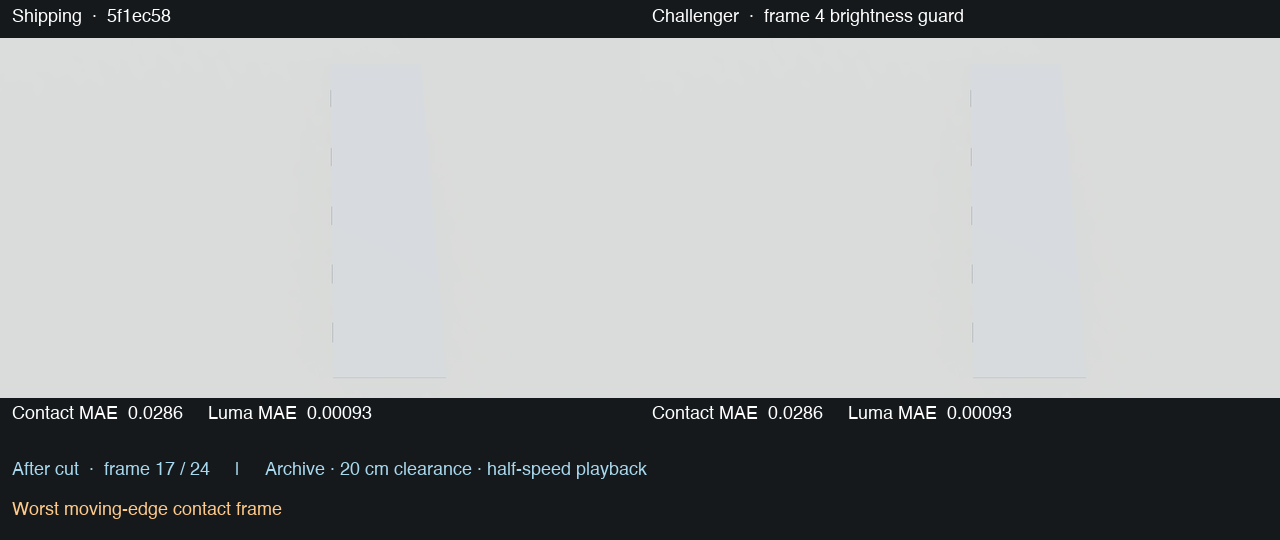 Shipping · 5f1ec58
Challenger · frame 4 brightness guard
Contact MAE 0.0286 Luma MAE 0.00093
Contact MAE 0.0286 Luma MAE 0.00093
After cut · frame 17 / 24 | Archive · 20 cm clearance · half-speed playback
Worst moving-edge contact frame